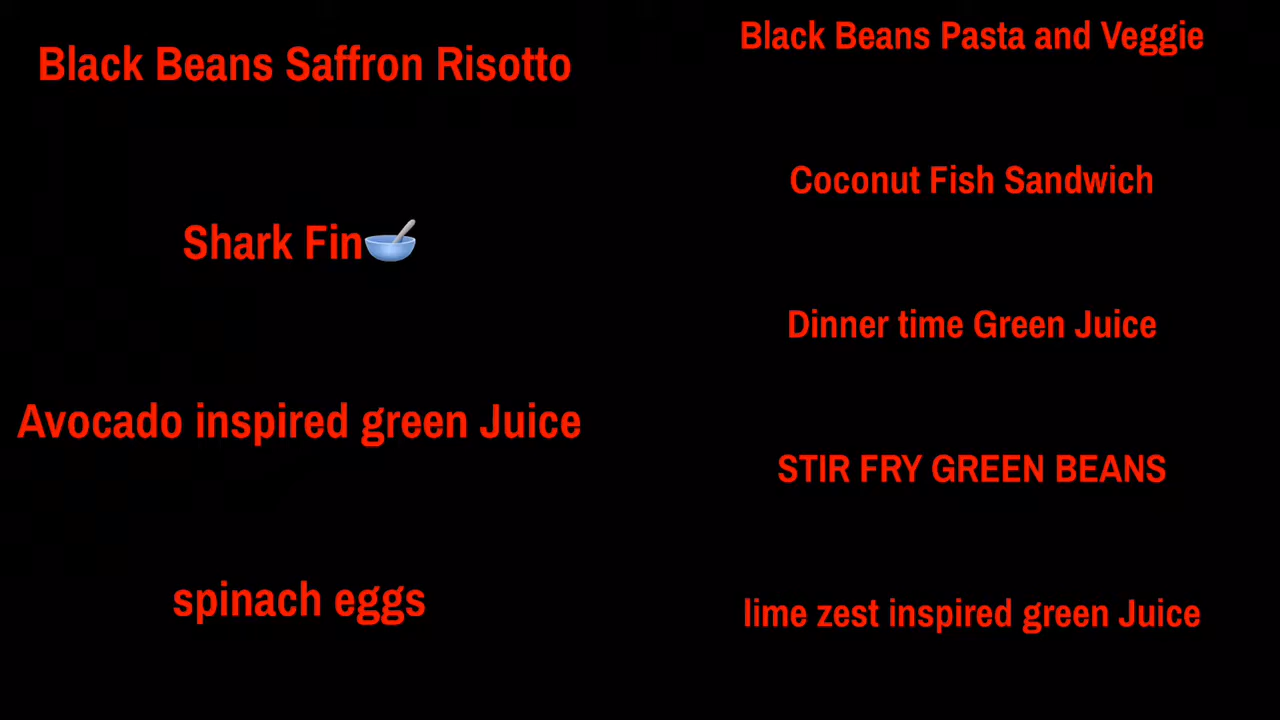 Black Beans Saffron Risotto
Shark Fin🥣
Avocado inspired green Juice
spinach eggs
Black Beans Pasta and Veggie
Coconut Fish Sandwich
Dinner time Green Juice
STIR FRY GREEN BEANS
lime zest inspired green Juice